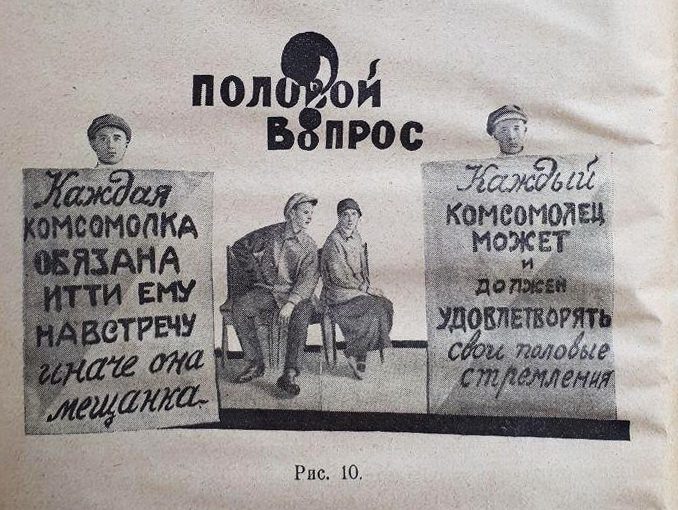 ПОЛОВОЙ
ВОПРОС
Каждая
КОМСОМОЛКА
ОБЯЗАНА
ИТТИ ЕМУ
НАВСТРЕЧУ
иначе она
мещанка.
Каждый
КОМСОМОЛЕЦ
МОЖЕТ
И
ДОЛЖЕН
УДОВЛЕТВОРЯТЬ
свои половые
стремления
Рис. 10.